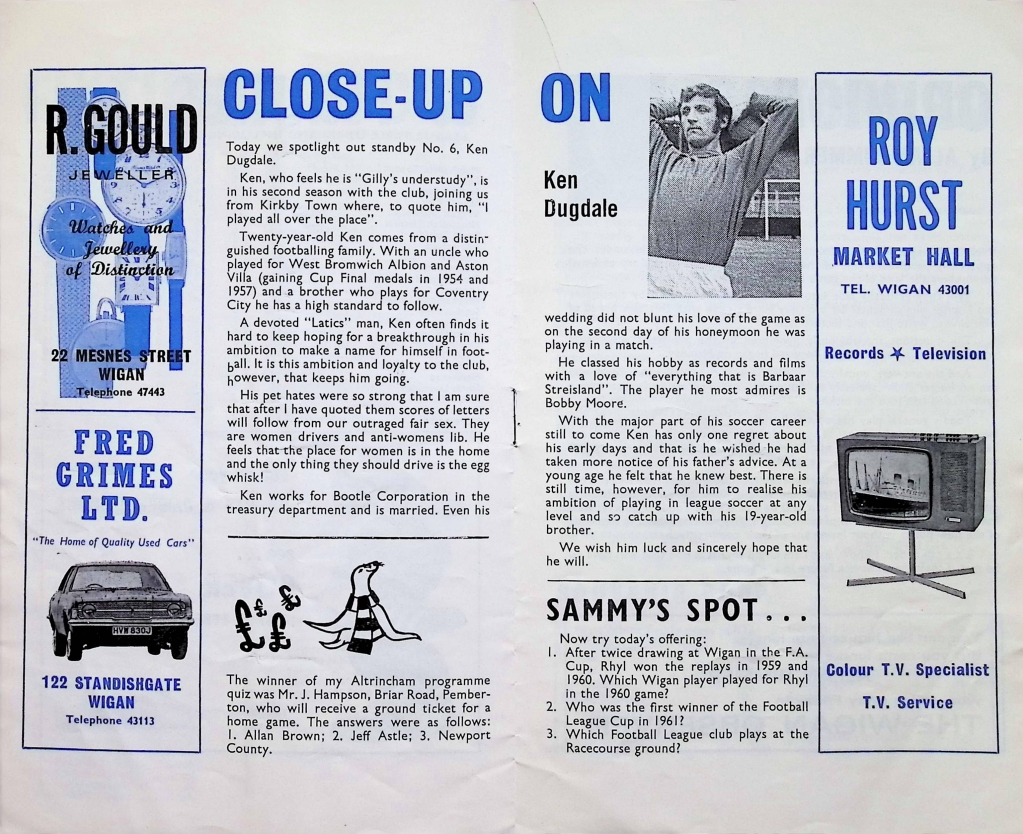 R. GOULD
JEWELLER
Watches and
Jewellery
of Distinction
22 MESNES STREET
WIGAN
Telephone 47443
FRED
GRIMES
LTD.
"The Home of Quality Used Cars"
HVW 830J
122 STANDISHGATE
WIGAN
Telephone 43113
CLOSE-UP
Today we spotlight out standby No. 6, Ken
Dugdale.
Ken, who feels he is "Gilly's understudy", is
in his second season with the club, joining us
from Kirkby Town where, to quote him, "I
played all over the place".
Twenty-year-old Ken comes from a distin-
guished footballing family. With an uncle who
played for West Bromwich Albion and Aston
Villa (gaining Cup Final medals in 1954 and
1957) and a brother who plays for Coventry
City he has a high standard to follow.
A devoted "Latics" man, Ken often finds it
hard to keep hoping for a breakthrough in his
ambition to make a name for himself in foot-
ball. It is this ambition and loyalty to the club,
however, that keeps him going.
His pet hates were so strong that I am sure
that after I have quoted them scores of letters
will follow from our outraged fair sex. They
are women drivers and anti-womens lib. He
feels that the place for women is in the home
and the only thing they should drive is the egg
whisk!
Ken works for Bootle Corporation in the
treasury department and is married. Even his
£ £ £ £
The winner of my Altrincham programme
quiz was Mr. J. Hampson, Briar Road, Pember-
ton, who will receive a ground ticket for a
home game. The answers were as follows:
1. Allan Brown; 2. Jeff Astle; 3. Newport
County.
ON
Ken
Dugdale
wedding did not blunt his love of the game as
on the second day of his honeymoon he was
playing in a match.
He classed his hobby as records and films
with a love of "everything that is Barbaar
Streisland". The player he most admires is
Bobby Moore.
With the major part of his soccer career
still to come Ken has only one regret about
his early days and that is he wished he had
taken more notice of his father's advice. At a
young age he felt that he knew best. There is
still time, however, for him to realise his
ambition of playing in league soccer at any
level and so catch up with his 19-year-old
brother.
We wish him luck and sincerely hope that
he will.
SAMMY'S SPOT...
Now try today's offering:
1. After twice drawing at Wigan in the F.A.
Cup, Rhyl won the replays in 1959 and
1960. Which Wigan player played for Rhyl
in the 1960 game?
2. Who was the first winner of the Football
League Cup in 1961?
3. Which Football League club plays at the
Racecourse ground?
ROY
HURST
MARKET HALL
TEL. WIGAN 43001
Records ★ Television
Colour T.V. Specialist
T.V. Service